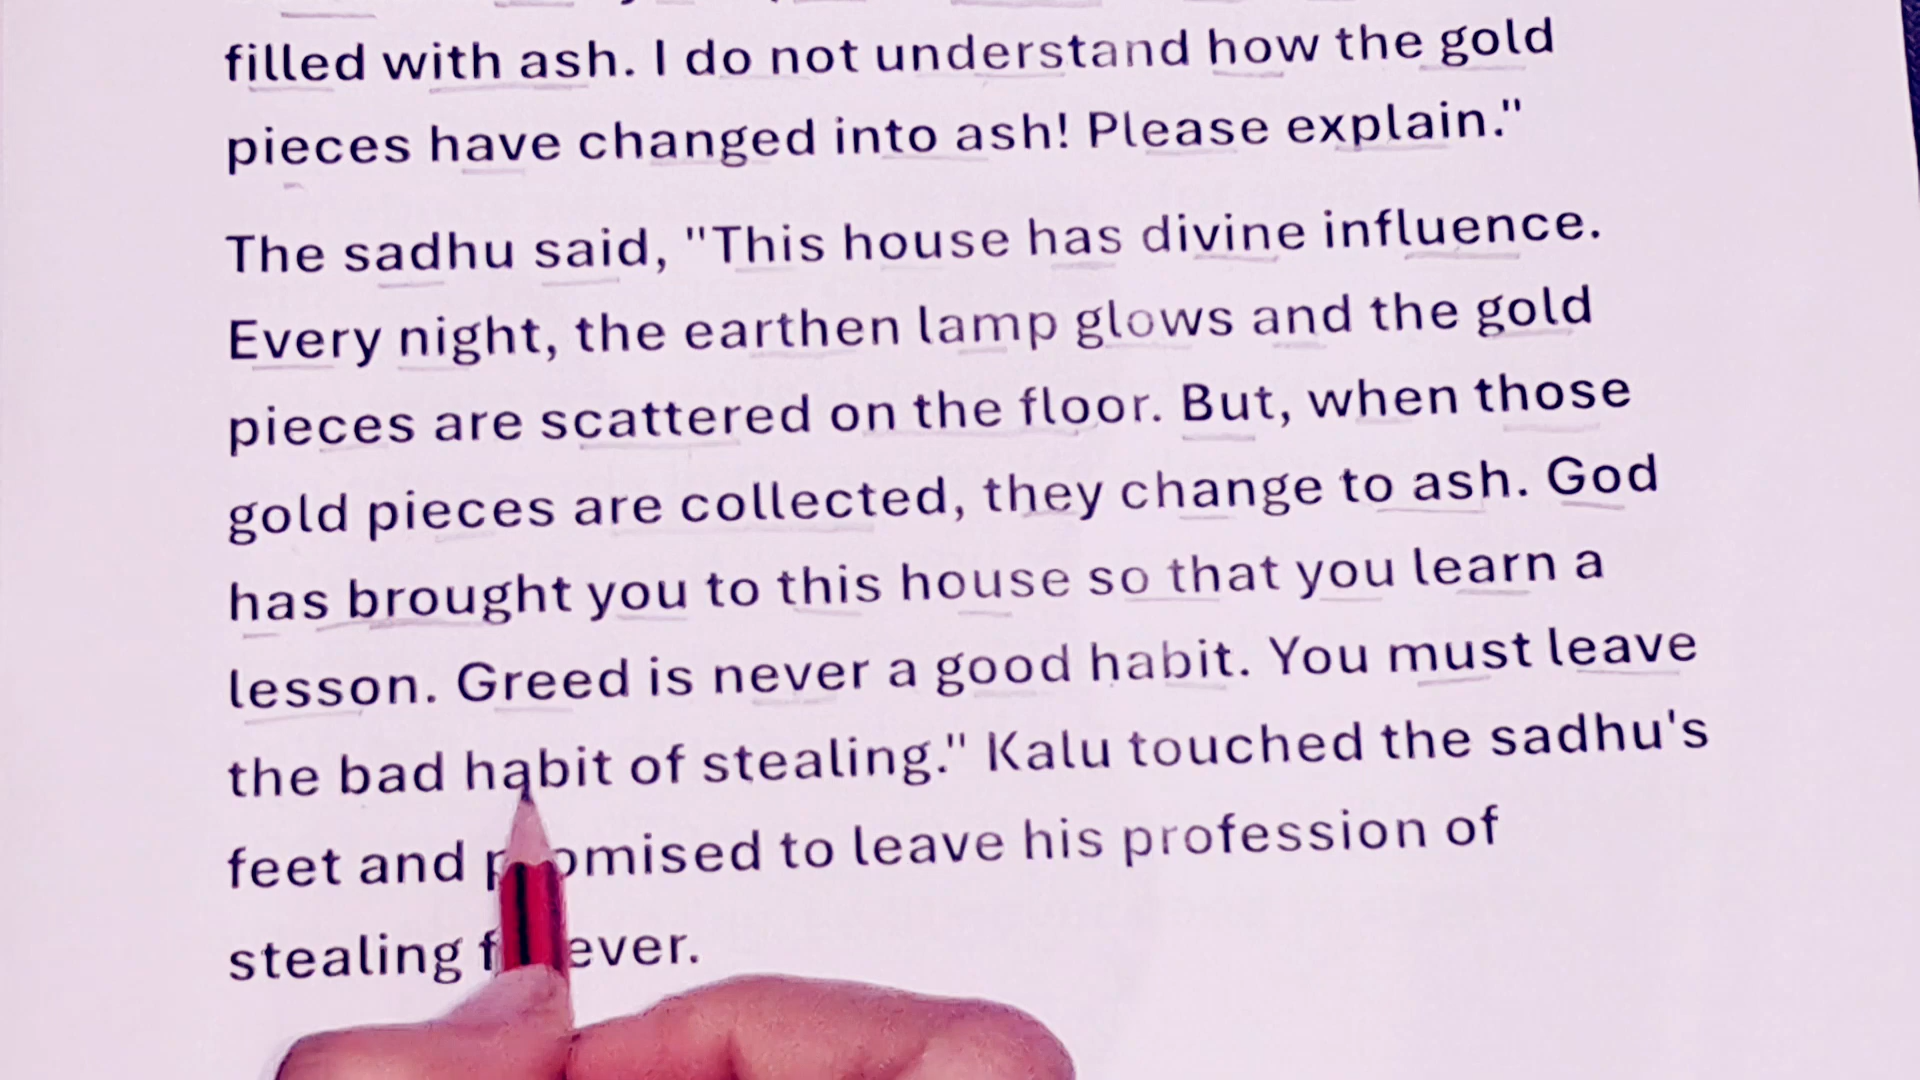 filled with ash. I do not understand how the gold
pieces have changed into ash! Please explain."
The sadhu said, "This house has divine influence.
Every night, the earthen lamp glows and the gold
pieces are scattered on the floor. But, when those
gold pieces are collected, they change to ash. God
has brought you to this house so that you learn a
lesson. Greed is never a good habit. You must leave
the bad habit of stealing." Kalu touched the sadhu's
feet and promised to leave his profession of
stealing forever.